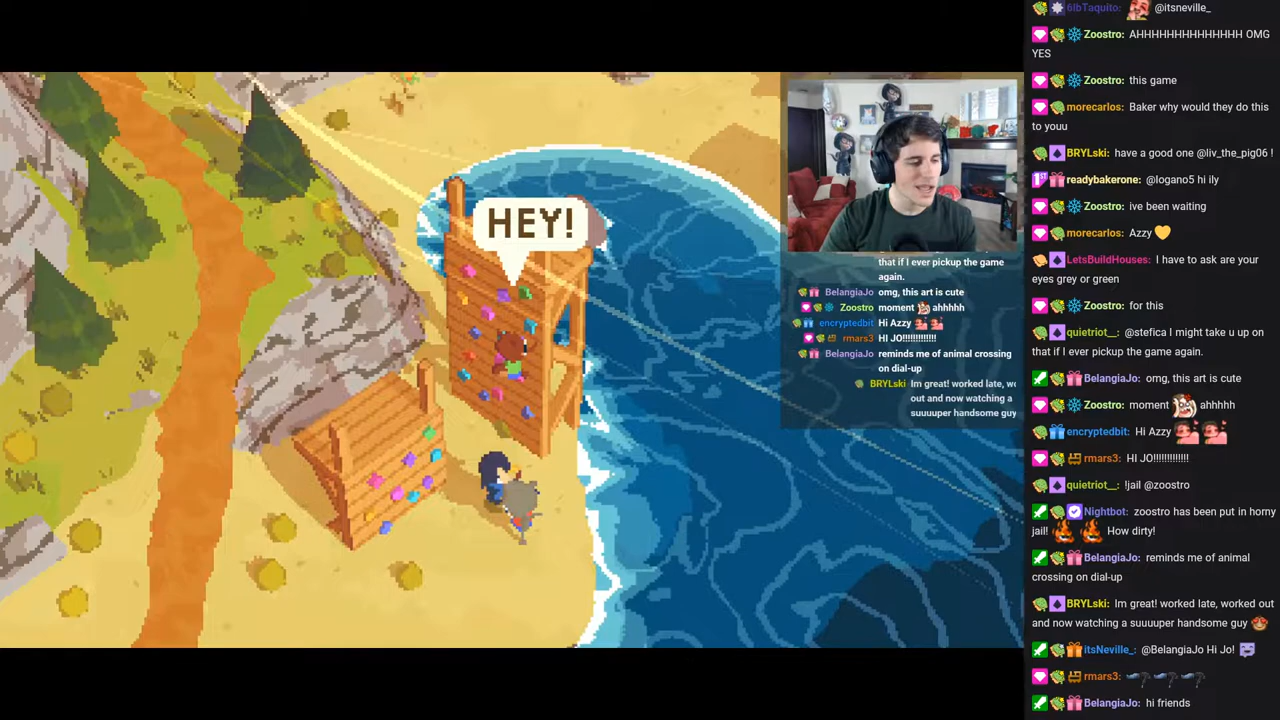 HEY!
that if I ever pickup the game
again.
BelangiaJo omg, this art is cute
Zoostro moment ahhhhh
encryptedbit Hi Azzy
rmars3 HI JO!!!!!!!!!!!!!
BelangiaJo reminds me of animal crossing
on dial-up
BRYLski Im great! worked late, wo
out and now watching a
suuuuper handsome guy
6lbTaquito: @itsneville_
Zoostro: AHHHHHHHHHHHHHHH OMG
YES
Zoostro: this game
morecarlos: Baker why would they do this
to youu
BRYLski: have a good one @liv_the_pig06 !
1ST readybakerone: @logano5 hi ily
Zoostro: ive been waiting
morecarlos: Azzy
LetsBuildHouses: I have to ask are your
eyes grey or green
Zoostro: for this
quietriot__: @stefica I might take u up on
that if I ever pickup the game again.
BelangiaJo: omg, this art is cute
Zoostro: moment ahhhhh
encryptedbit: Hi Azzy
rmars3: HI JO!!!!!!!!!!!!!
quietriot__: !jail @zoostro
Nightbot: zoostro has been put in horny
jail! How dirty!
BelangiaJo: reminds me of animal
crossing on dial-up
BRYLski: Im great! worked late, worked out
and now watching a suuuuper handsome guy
itsNeville_: @BelangiaJo Hi Jo!
rmars3:
BelangiaJo: hi friends